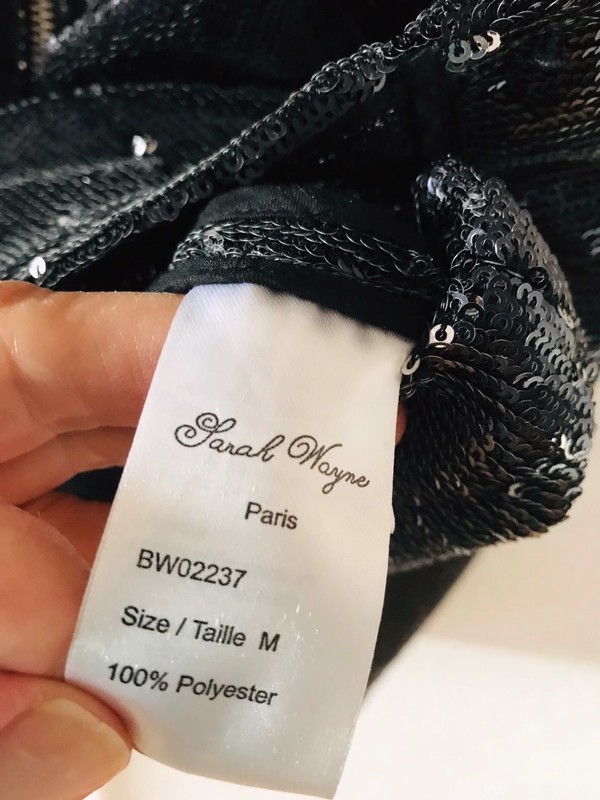 Sarah Wayne
Paris
BW02237
Size / Taille M
100% Polyester